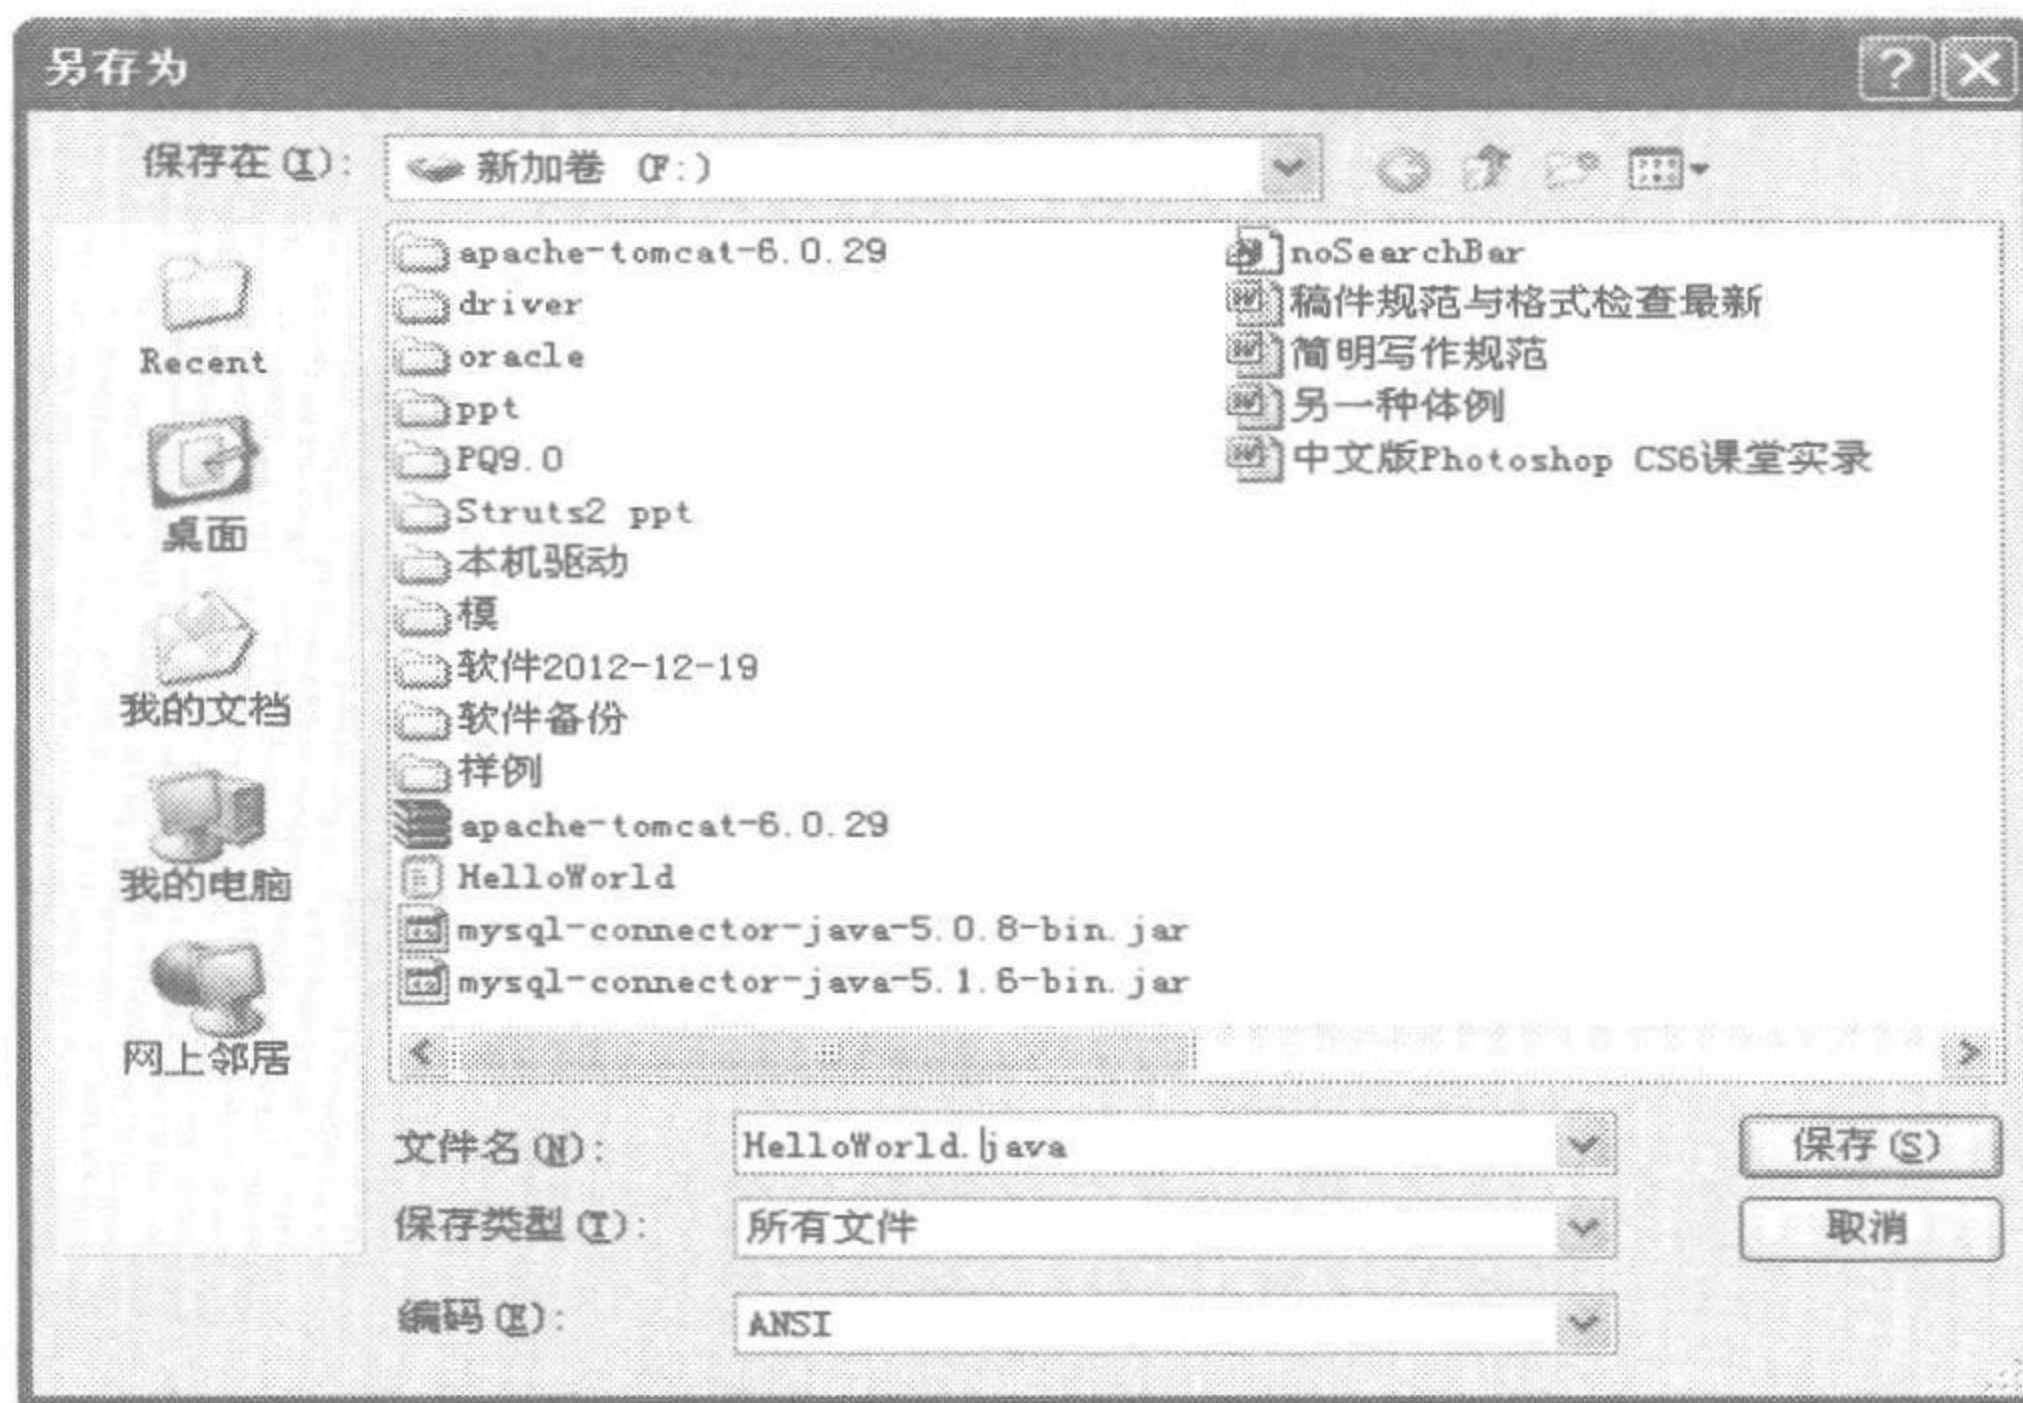 另存为
保存在(I):
新加卷 (F:)
Recent
桌面
我的文档
我的电脑
网上邻居
apache-tomcat-6.0.29
driver
oracle
ppt
PQ9.0
Struts2 ppt
本机驱动
模
软件2012-12-19
软件备份
样例
apache-tomcat-6.0.29
HelloWorld
mysql-connector-java-5.0.8-bin.jar
mysql-connector-java-5.1.6-bin.jar
noSearchBar
稿件规范与格式检查最新
简明写作规范
另一种体例
中文版Photoshop CS6课堂实录
文件名(N):
HelloWorld.java
保存(S)
保存类型(T):
所有文件
取消
编码(E):
ANSI